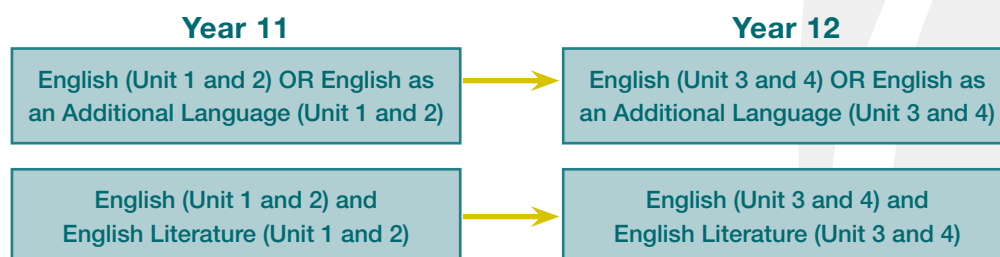 Year 11
Year 12
English (Unit 1 and 2) OR English as
an Additional Language (Unit 1 and 2)
English (Unit 3 and 4) OR English as
an Additional Language (Unit 3 and 4)
English (Unit 1 and 2) and
English Literature (Unit 1 and 2)
English (Unit 3 and 4) and
English Literature (Unit 3 and 4)